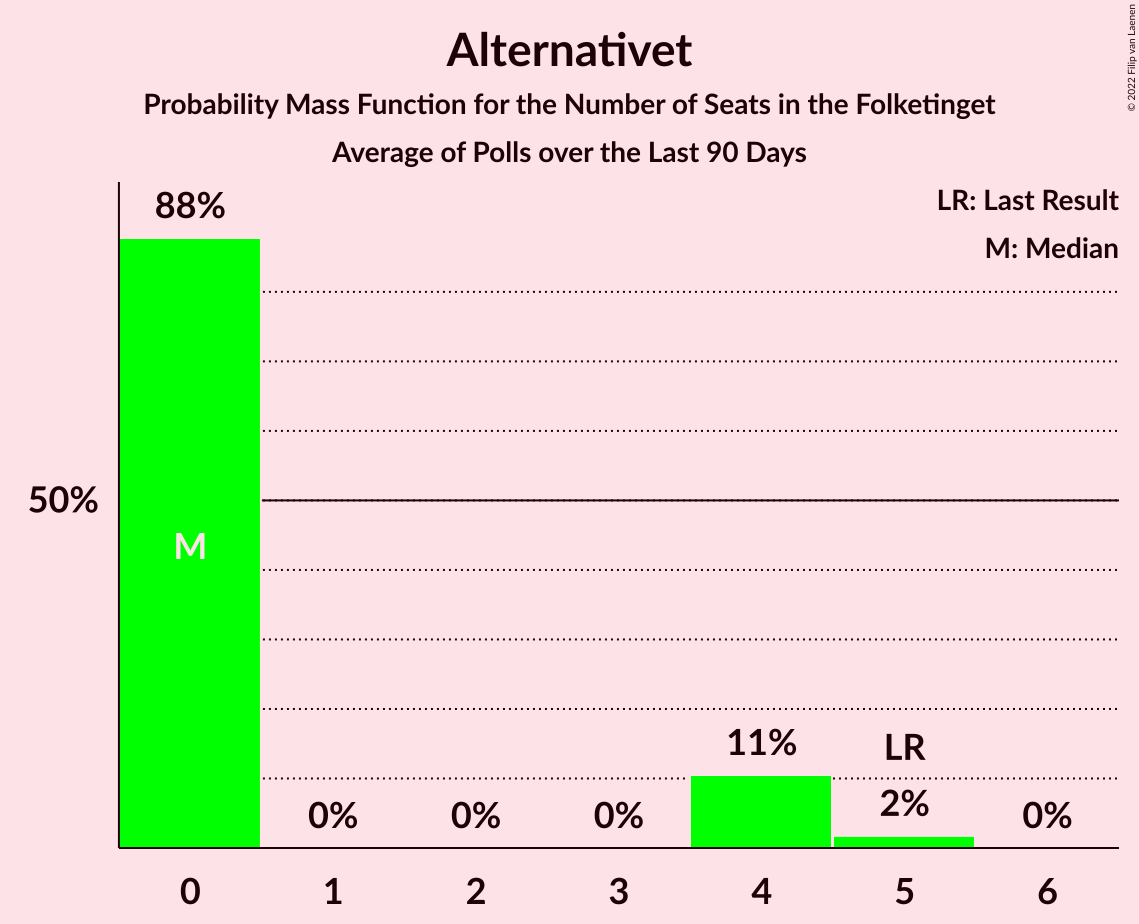 Alternativet
Probability Mass Function for the Number of Seats in the Folketinget
Average of Polls over the Last 90 Days
© 2022 Filip van Laenen
LR: Last Result
M: Median
88%
50%
M
11%
LR
0%
0%
0%
2%
0%
0
1
2
3
4
5
6